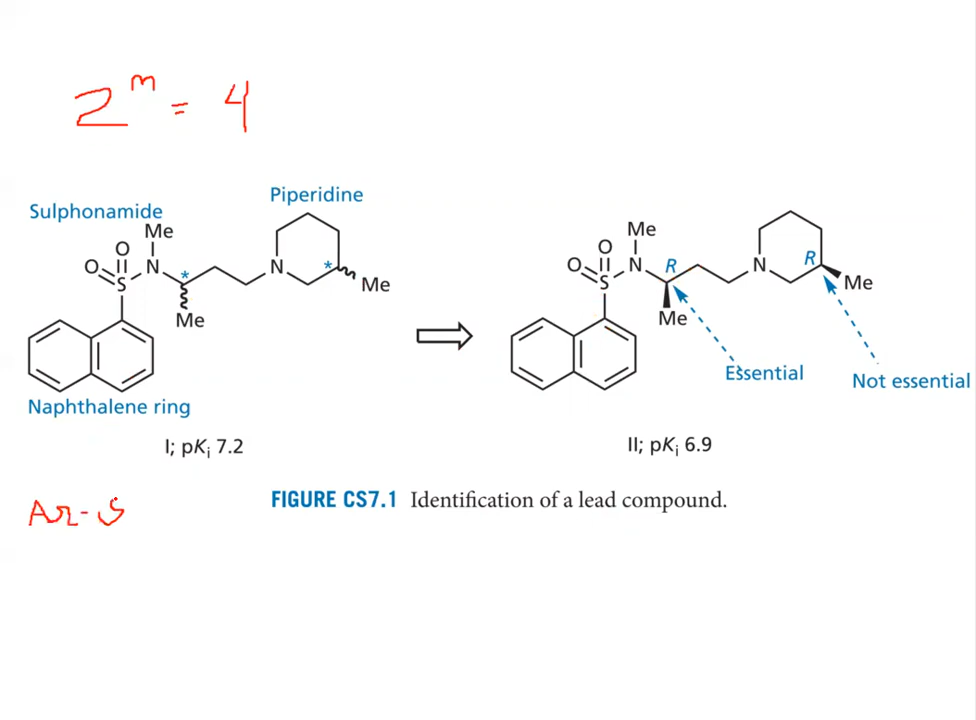 2ⁿ = 4
Sulphonamide
Piperidine
Me
O
O
S
N
*
Me
N
*
Me
Naphthalene ring
I; pKᵢ 7.2
Me
O
O
S
N
R
Me
N
R
Me
Essential
Not essential
II; pKᵢ 6.9
FIGURE CS7.1 Identification of a lead compound.
Ar-S